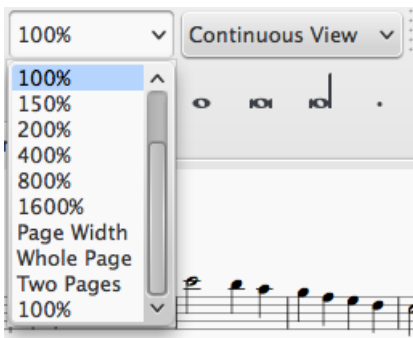 100% Continuous View
100%
150%
200%
400%
800%
1600%
Page Width
Whole Page
Two Pages
100%